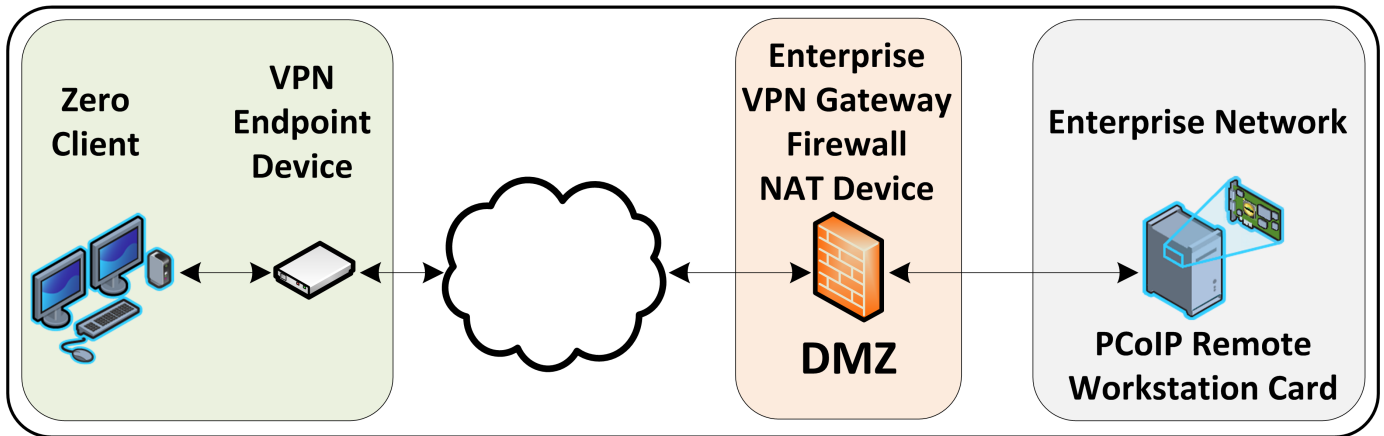 Zero
Client
VPN
Endpoint
Device
Enterprise
VPN Gateway
Firewall
NAT Device
DMZ
Enterprise Network
PCoIP Remote
Workstation Card